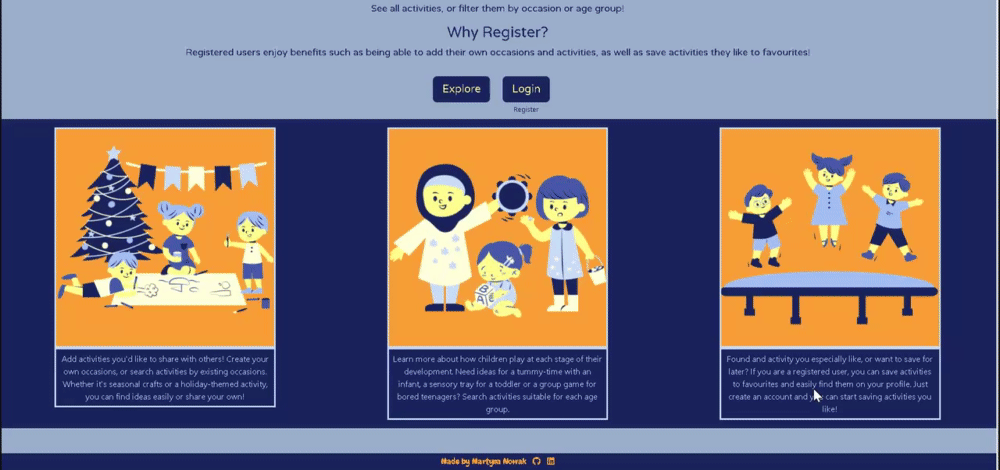 See all activities, or filter them by occasion or age group!
Why Register?
Registered users enjoy benefits such as being able to add their own occasions and activities, as well as save activities they like to favourites!
Explore
Login
Register
Add activities you'd like to share with others! Create your
own occasions, or search activities by existing occasions.
Whether it's seasonal crafts or a holiday-themed activity,
you can find ideas easily or share your own!
Learn more about how children play at each stage of their
development. Need ideas for a tummy-time with an
infant, a sensory tray for a toddler or a group game for
bored teenagers? Search activities suitable for each age
group.
Found and activity you especially like, or want to save for
later? If you are a registered user, you can save activities
to favourites and easily find them on your profile. Just
create an account and you can start saving activities you
like!
Made by Martyna Nowak